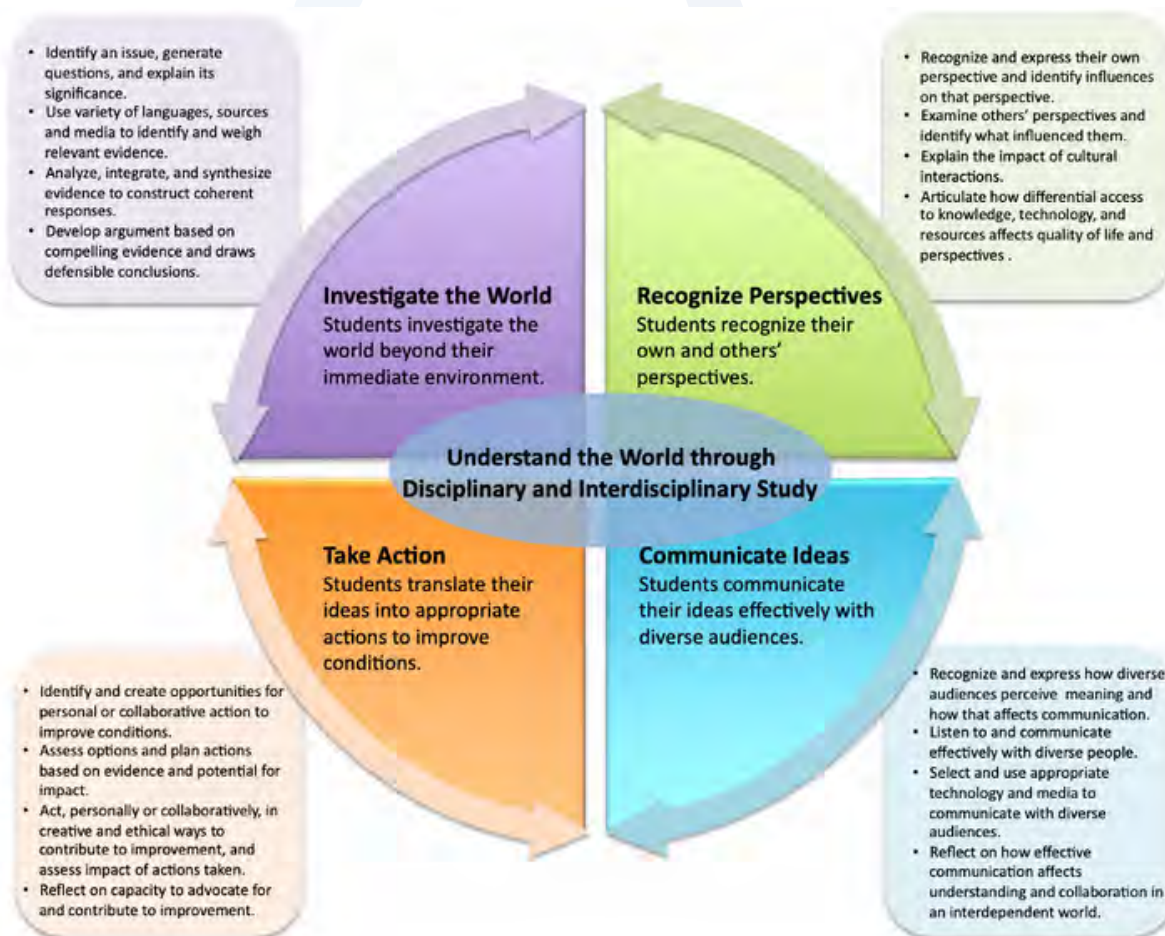 • Identify an issue, generate
questions, and explain its
significance.
• Use variety of languages, sources
and media to identify and weigh
relevant evidence.
• Analyze, integrate, and synthesize
evidence to construct coherent
responses.
• Develop argument based on
compelling evidence and draws
defensible conclusions.
• Recognize and express their own
perspective and identify influences
on that perspective.
• Examine others’ perspectives and
identify what influenced them.
• Explain the impact of cultural
interactions.
• Articulate how differential access
to knowledge, technology, and
resources affects quality of life and
perspectives .
Investigate the World
Students investigate the
world beyond their
immediate environment.
Recognize Perspectives
Students recognize their
own and others’
perspectives.
Understand the World through
Disciplinary and Interdisciplinary Study
Take Action
Students translate their
ideas into appropriate
actions to improve
conditions.
Communicate Ideas
Students communicate
their ideas effectively with
diverse audiences.
• Identify and create opportunities for
personal or collaborative action to
improve conditions.
• Assess options and plan actions
based on evidence and potential for
impact.
• Act, personally or collaboratively, in
creative and ethical ways to
contribute to improvement, and
assess impact of actions taken.
• Reflect on capacity to advocate for
and contribute to improvement.
• Recognize and express how diverse
audiences perceive meaning and
how that affects communication.
• Listen to and communicate
effectively with diverse people.
• Select and use appropriate
technology and media to
communicate with diverse
audiences.
• Reflect on how effective
communication affects
understanding and collaboration in
an interdependent world.